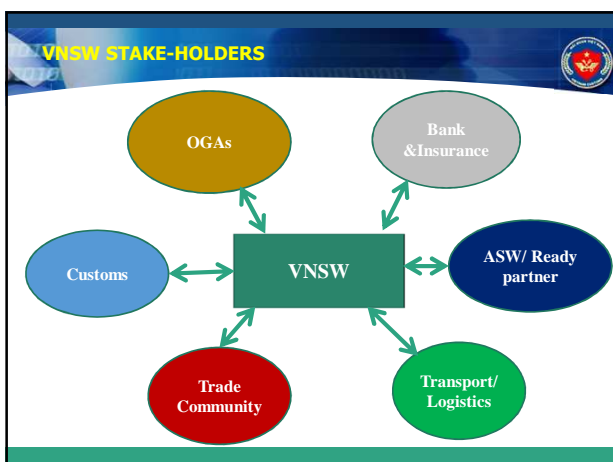 VNSW STAKE-HOLDERS
OGAs
Bank
&Insurance
Customs
VNSW
ASW/ Ready
partner
Trade
Community
Transport/
Logistics